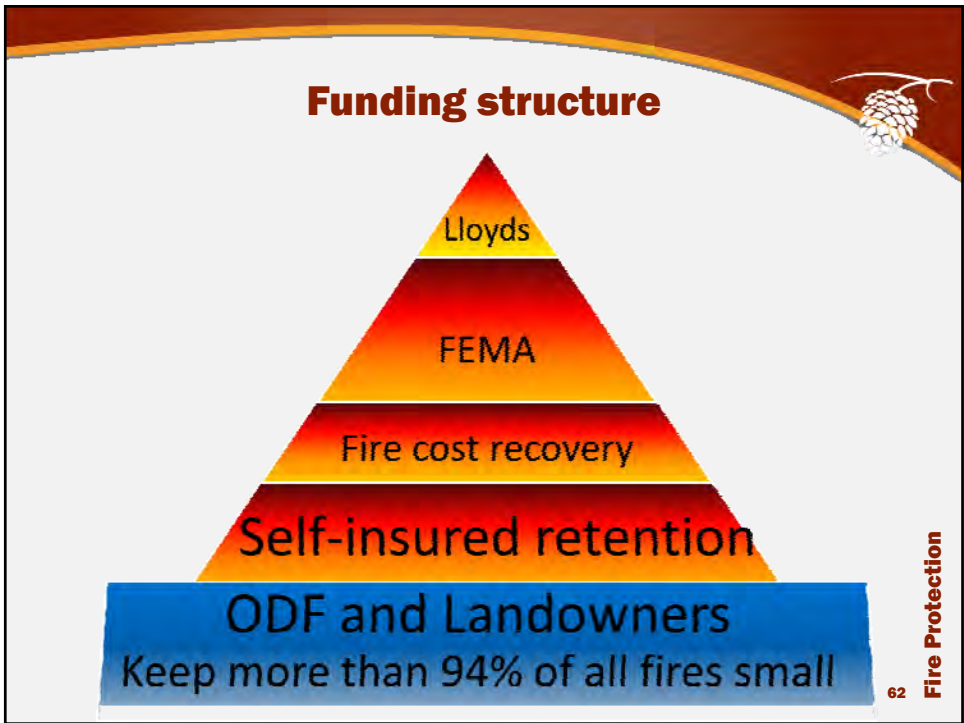 Funding structure
Lloyds
FEMA
Fire cost recovery
Self-insured retention
ODF and Landowners
Keep more than 94% of all fires small
62
Fire Protection